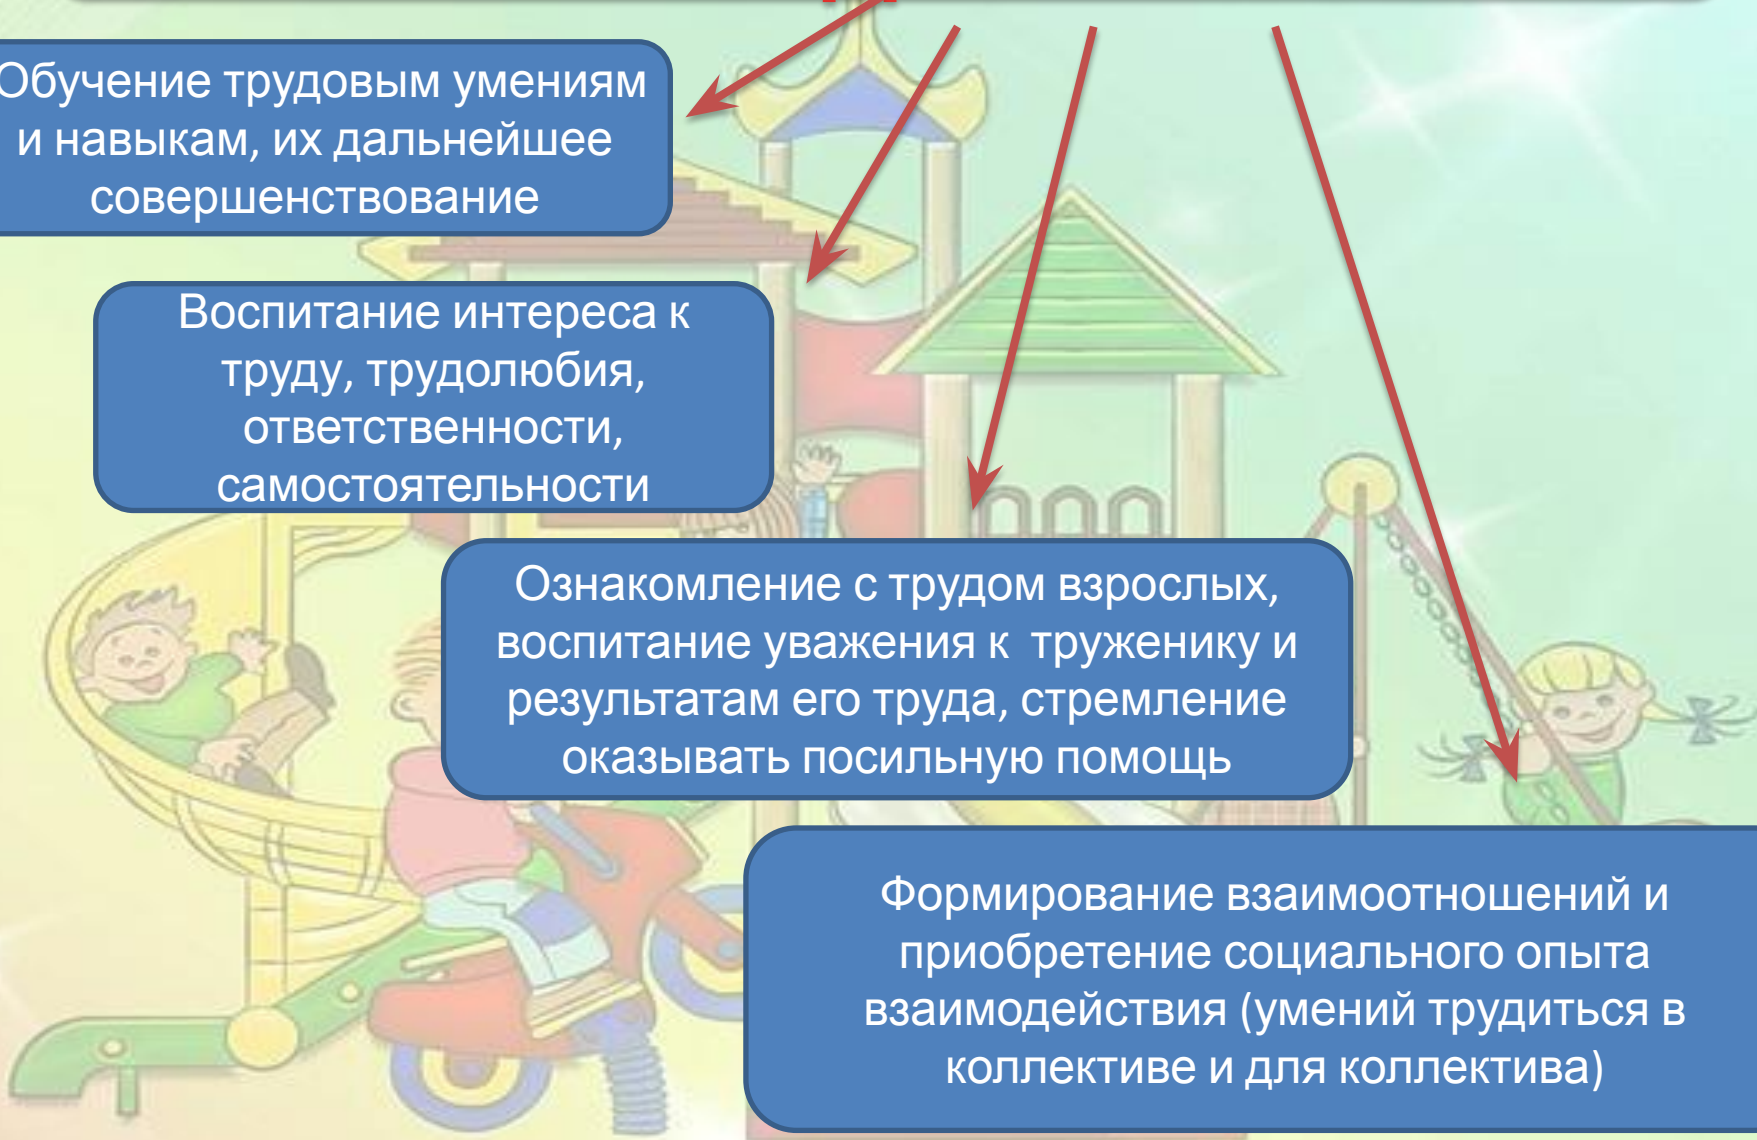 Обучение трудовым умениям
и навыкам, их дальнейшее
совершенствование
Воспитание интереса к
труду, трудолюбия,
ответственности,
самостоятельности
Ознакомление с трудом взрослых,
воспитание уважения к труженику и
результатам его труда, стремление
оказывать посильную помощь
Формирование взаимоотношений и
приобретение социального опыта
взаимодействия (умений трудиться в
коллективе и для коллектива)